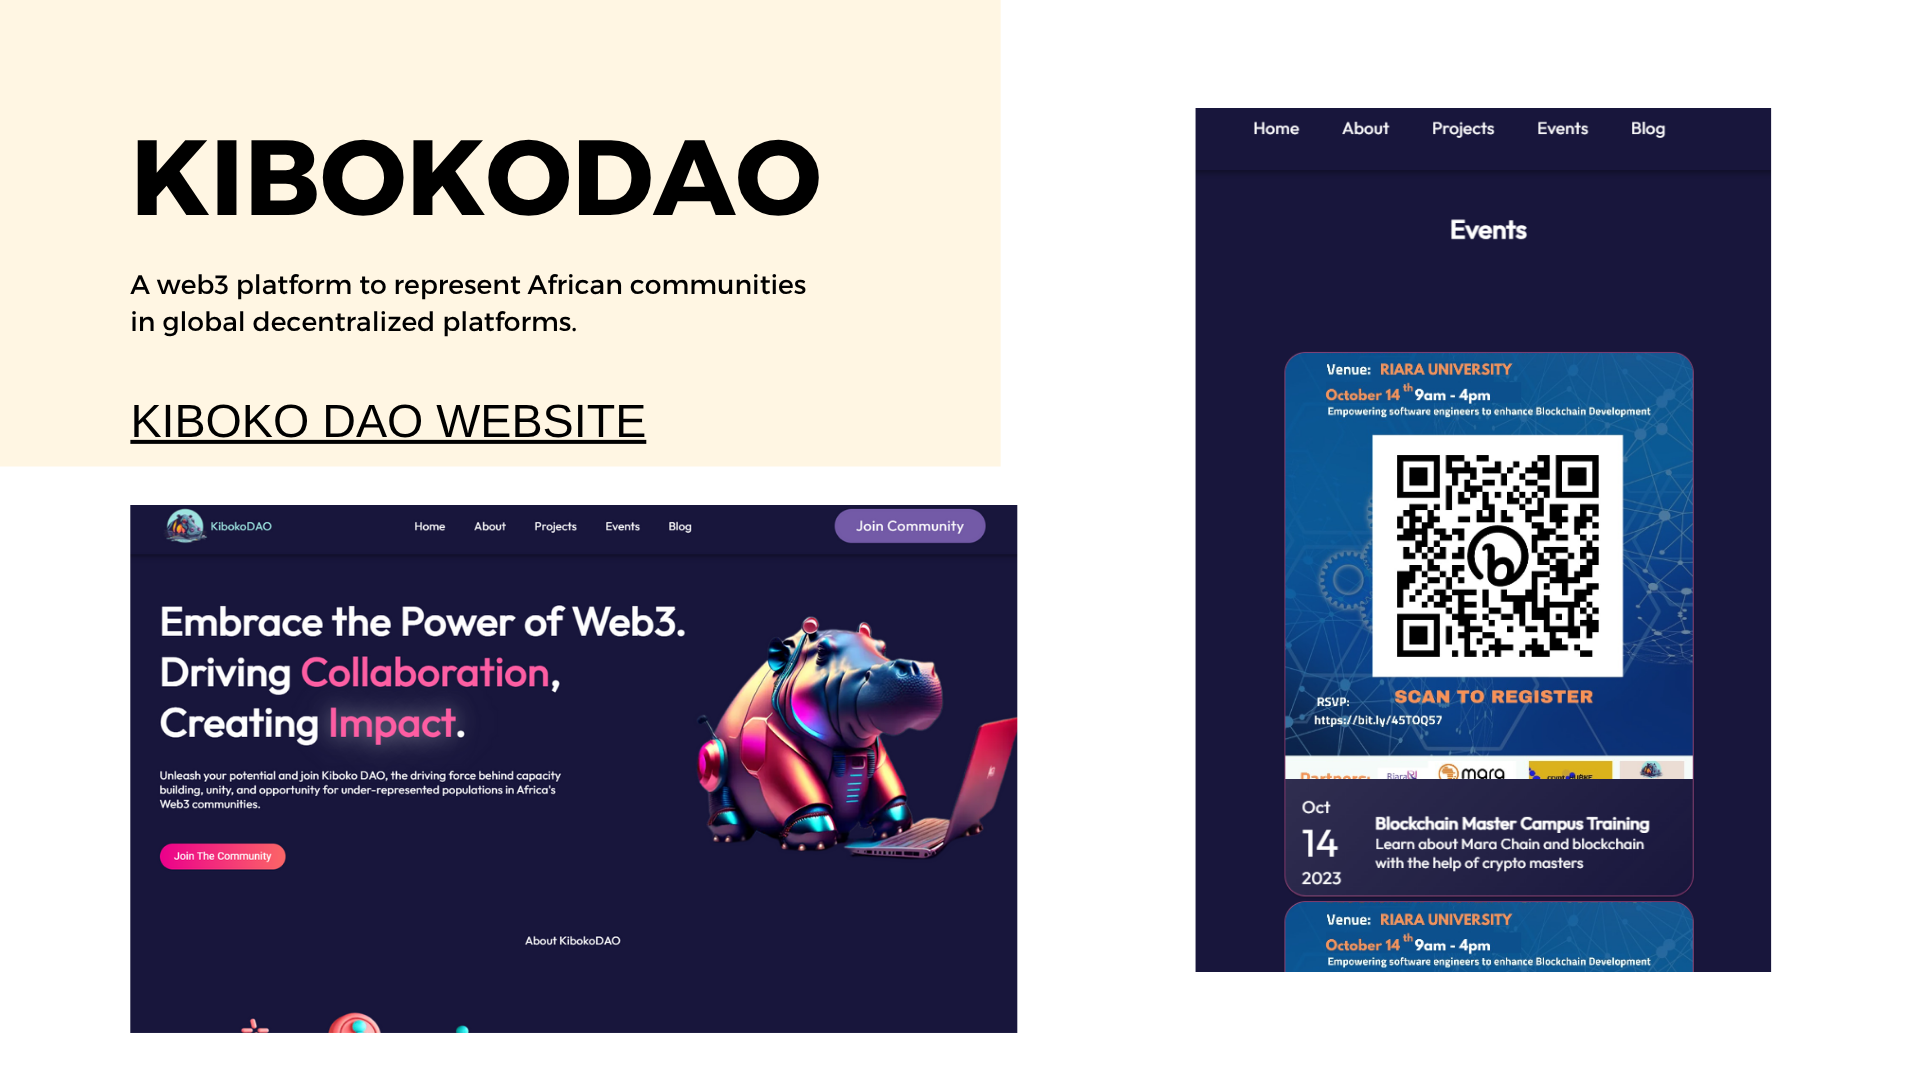 KIBOKODAO
A web3 platform to represent African communities
in global decentralized platforms.
KIBOKO DAO WEBSITE
KibokoDAO
Home About Projects Events Blog
Join Community
Embrace the Power of Web3.
Driving Collaboration,
Creating Impact.
Unleash your potential and join Kiboko DAO, the driving force behind capacity
building, unity, and opportunity for under-represented populations in Africa's
Web3 communities.
Join The Community
About KibokoDAO
Home About Projects Events Blog
Events
Venue: RIARA UNIVERSITY
October 14 th 9am - 4pm
Empowering software engineers to enhance Blockchain Development
SCAN TO REGISTER
RSVP:
https://bit.ly/45TOQ57
Partners: mara
Oct
14
2023
Blockchain Master Campus Training
Learn about Mara Chain and blockchain
with the help of crypto masters
Venue: RIARA UNIVERSITY
October 14 th 9am - 4pm
Empowering software engineers to enhance Blockchain Development